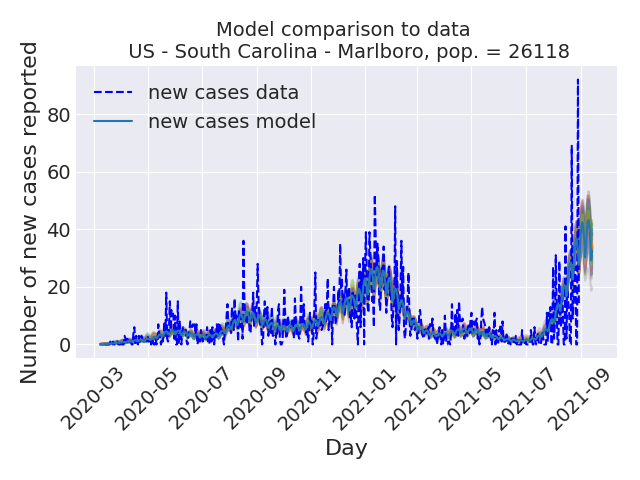 Model comparison to data
US - South Carolina - Marlboro, pop. = 26118
Number of new cases reported
80
60
40
20
0
new cases data
new cases model
2020-03
2020-05
2020-07
2020-09
2020-11
2021-01
2021-03
2021-05
2021-07
2021-09
Day